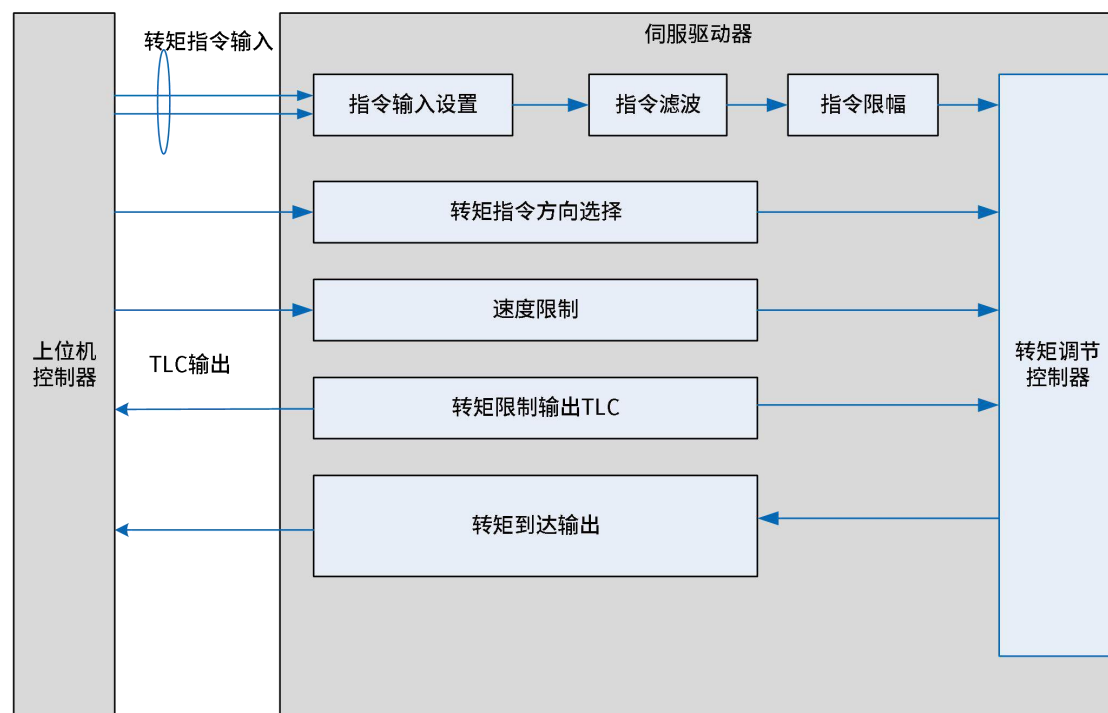 转矩指令输入
伺服驱动器
指令输入设置
指令滤波
指令限幅
转矩指令方向选择
速度限制
上位机
控制器
TLC输出
转矩调节
控制器
转矩限制输出TLC
转矩到达输出